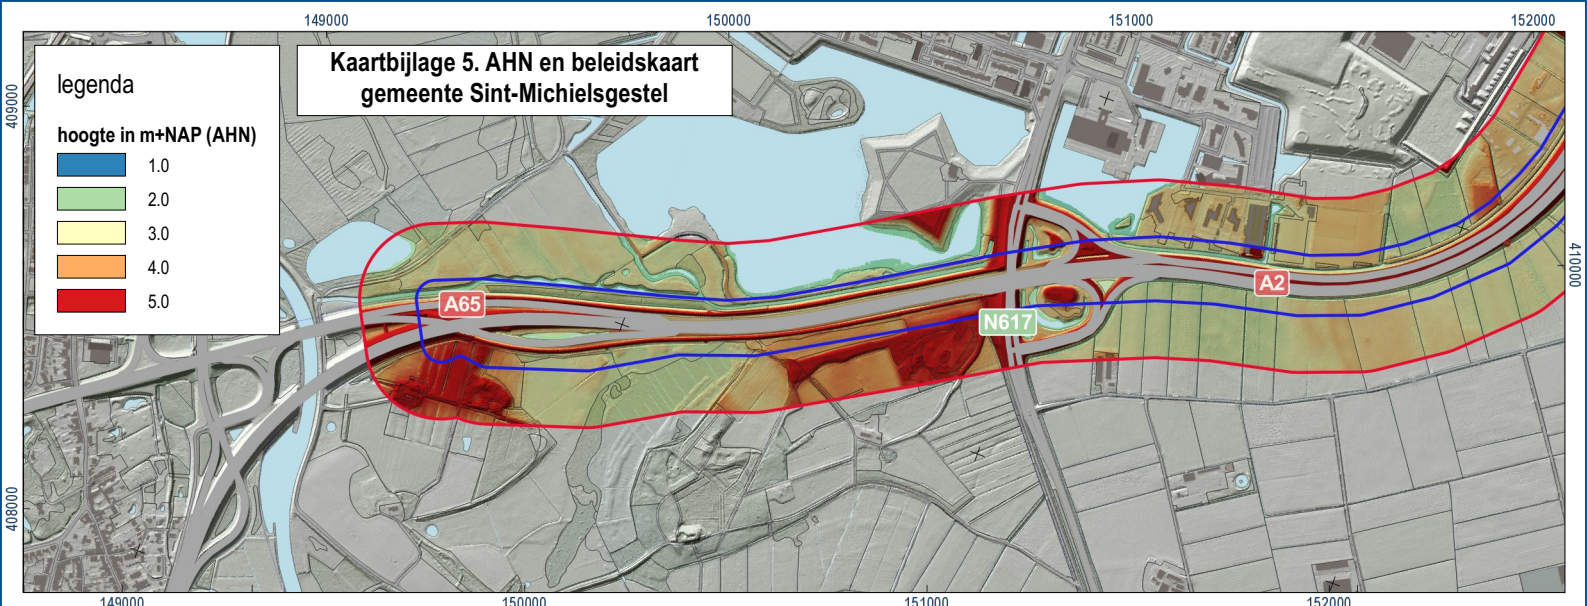 149000
150000
151000
152000
409000
legenda
hoogte in m+NAP (AHN)
1.0
2.0
3.0
4.0
5.0
Kaartbijlage 5. AHN en beleidskaart
gemeente Sint-Michielsgestel
A65
N617
A2
410000
408000
149000
150000
151000
152000